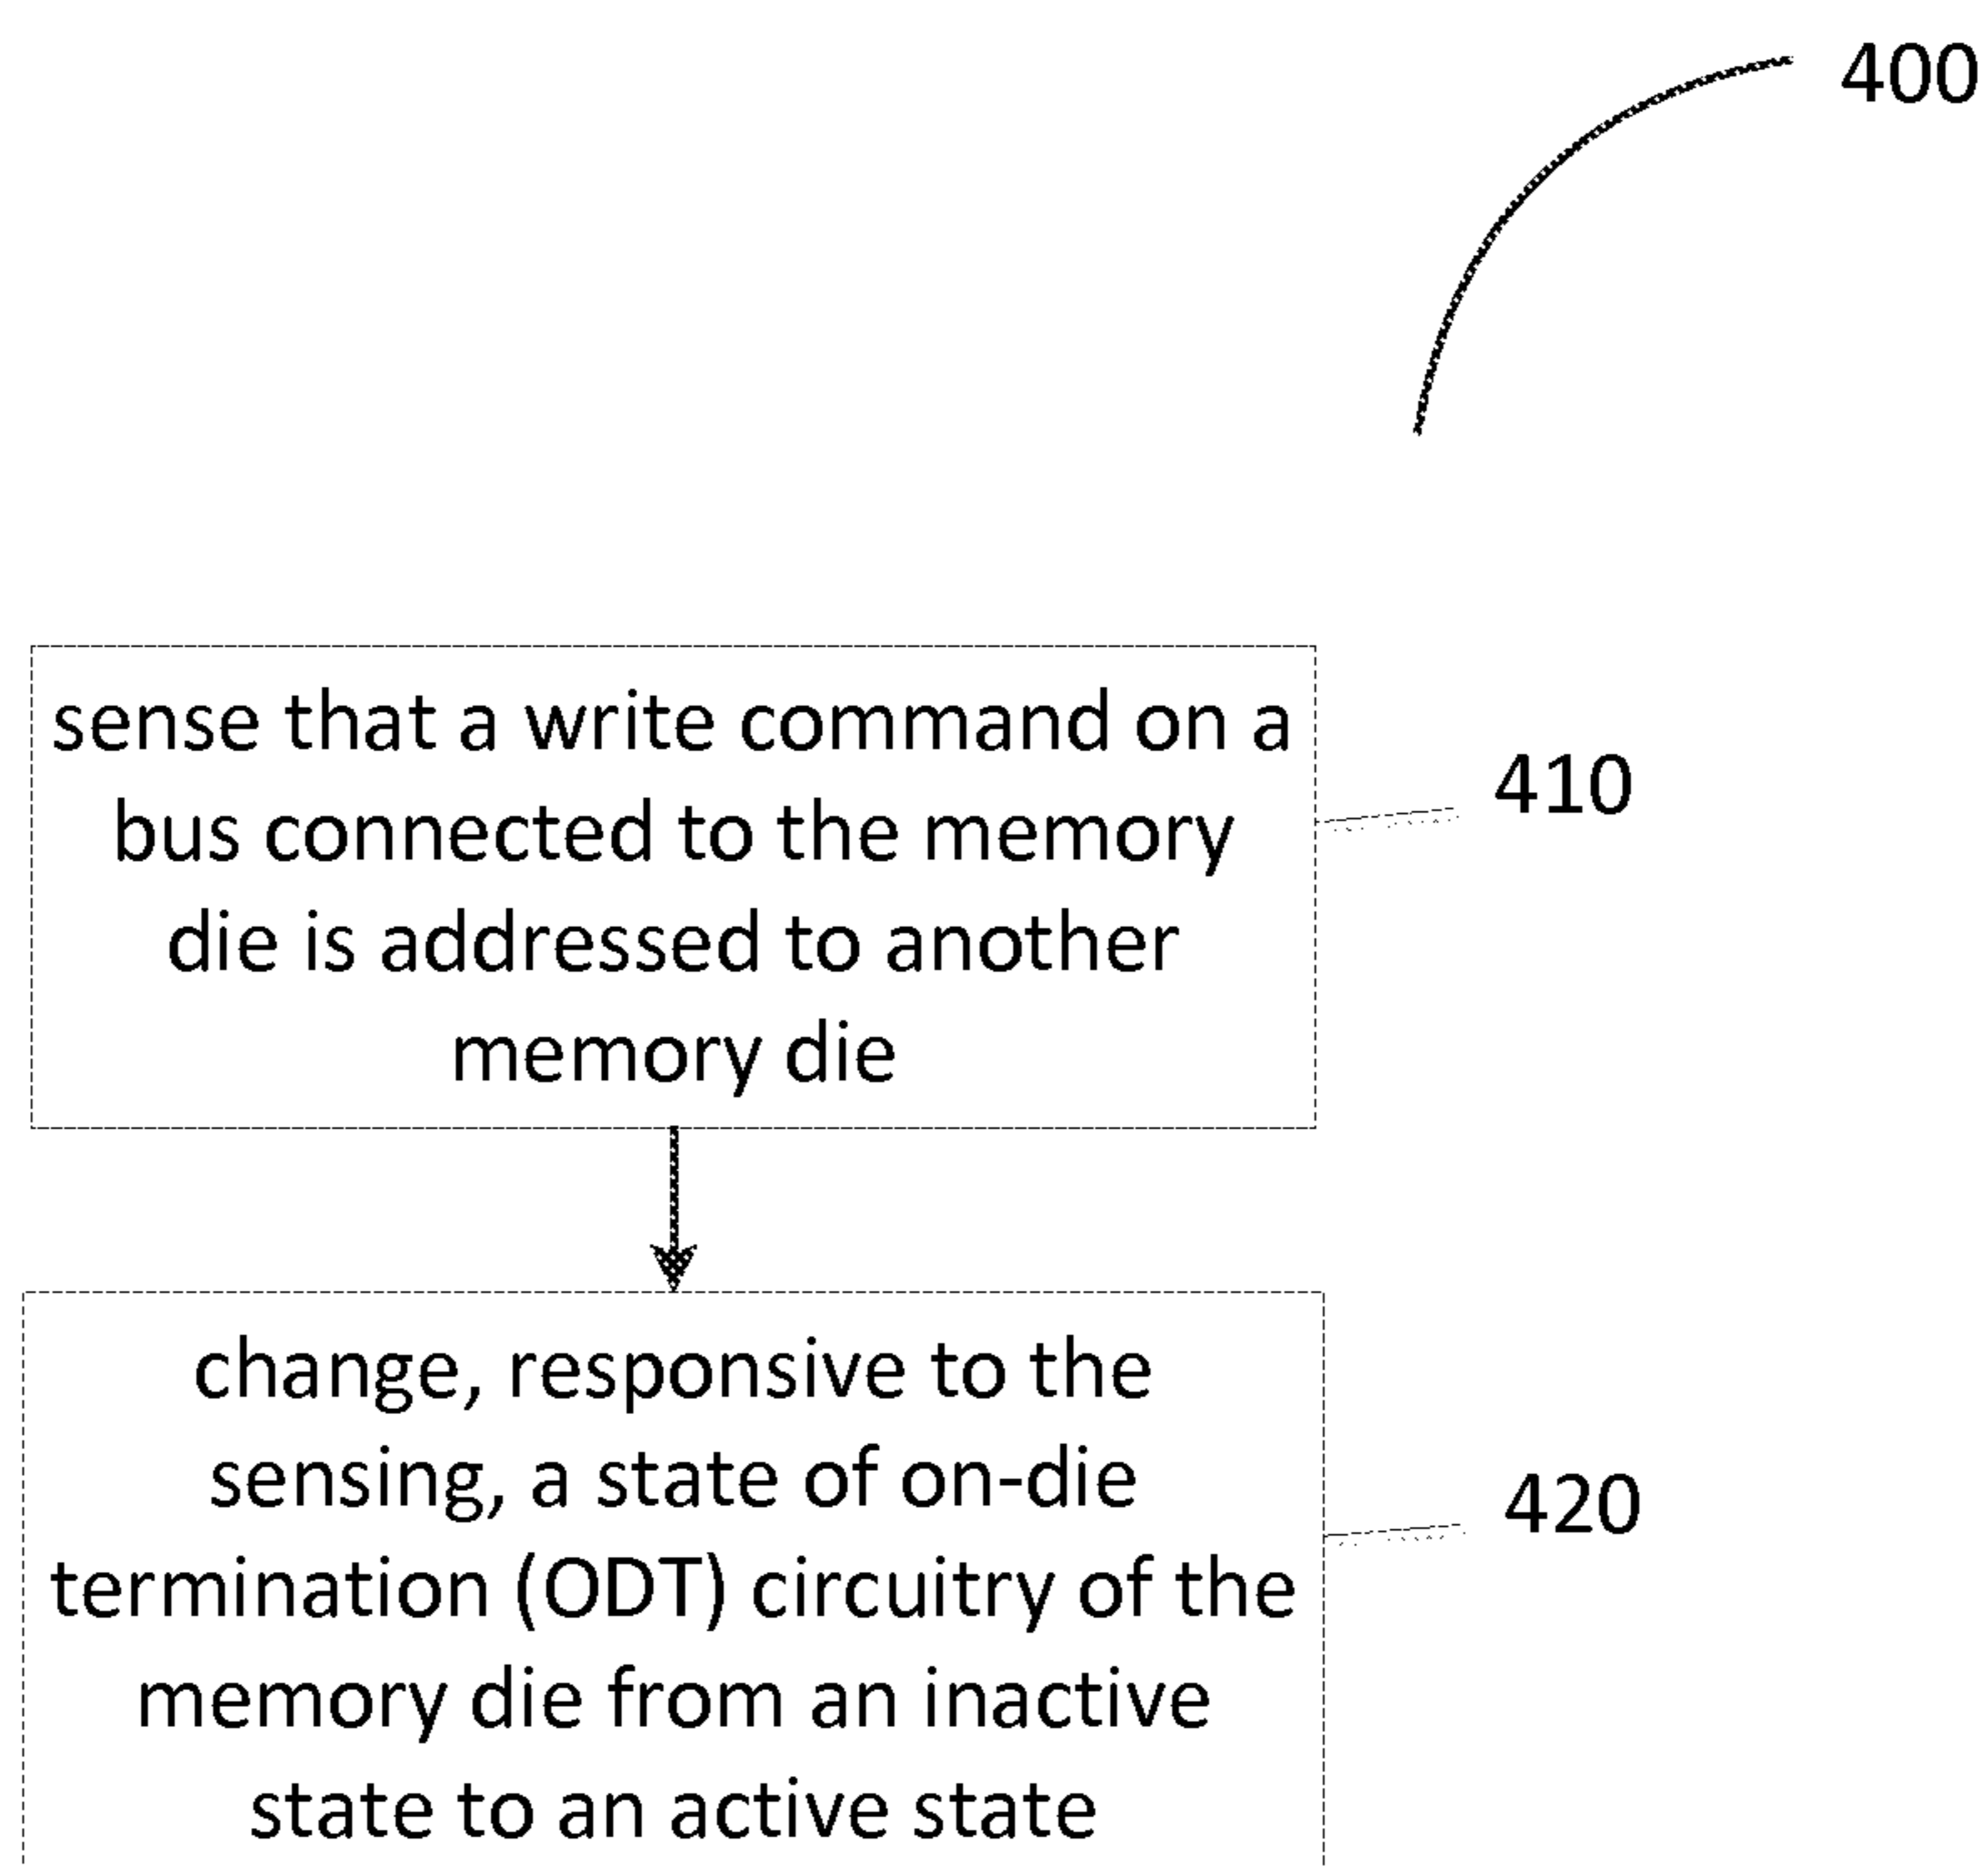 400
sense that a write command on a
bus connected to the memory
die is addressed to another
memory die
410
change, responsive to the
sensing, a state of on-die
termination (ODT) circuitry of the
memory die from an inactive
state to an active state
420